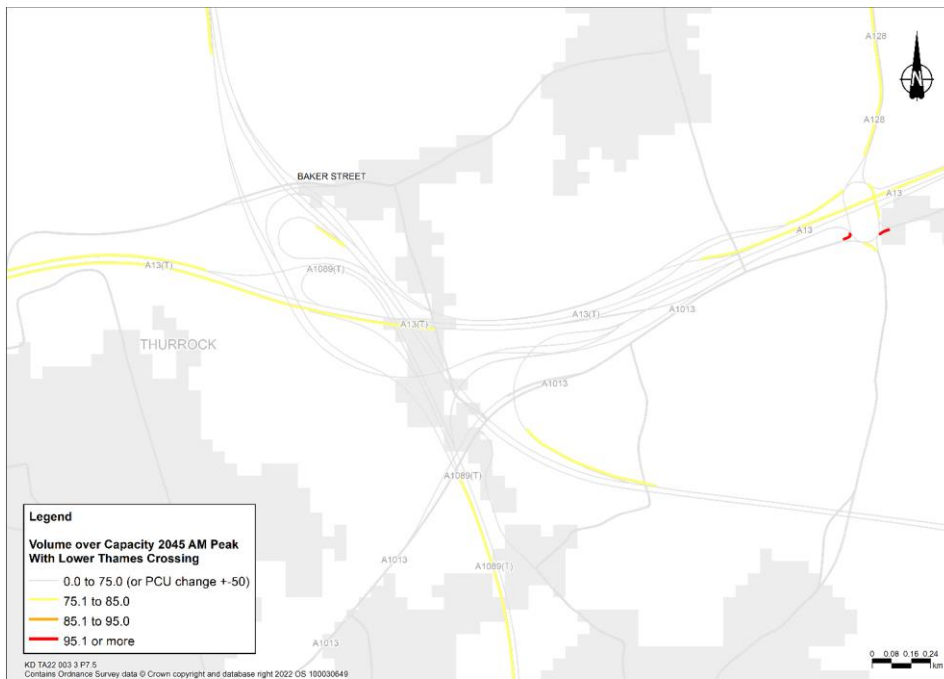 A128
N
A128
BAKER STREET
A13
A13
A1089(T)
A13(T)
A13(T)
A13(T)
A1013
THURROCK
A1013
A1089(T)
Legend
Volume over Capacity 2045 AM Peak
With Lower Thames Crossing
0.0 to 75.0 (or PCU change +-50)
75.1 to 85.0
85.1 to 95.0
95.1 or more
A1013
A1089(T)
A1013
KD TA22 003 3 P7.5
Contains Ordnance Survey data © Crown copyright and database right 2022 OS 100030649
0 0.08 0.16 0.24
km